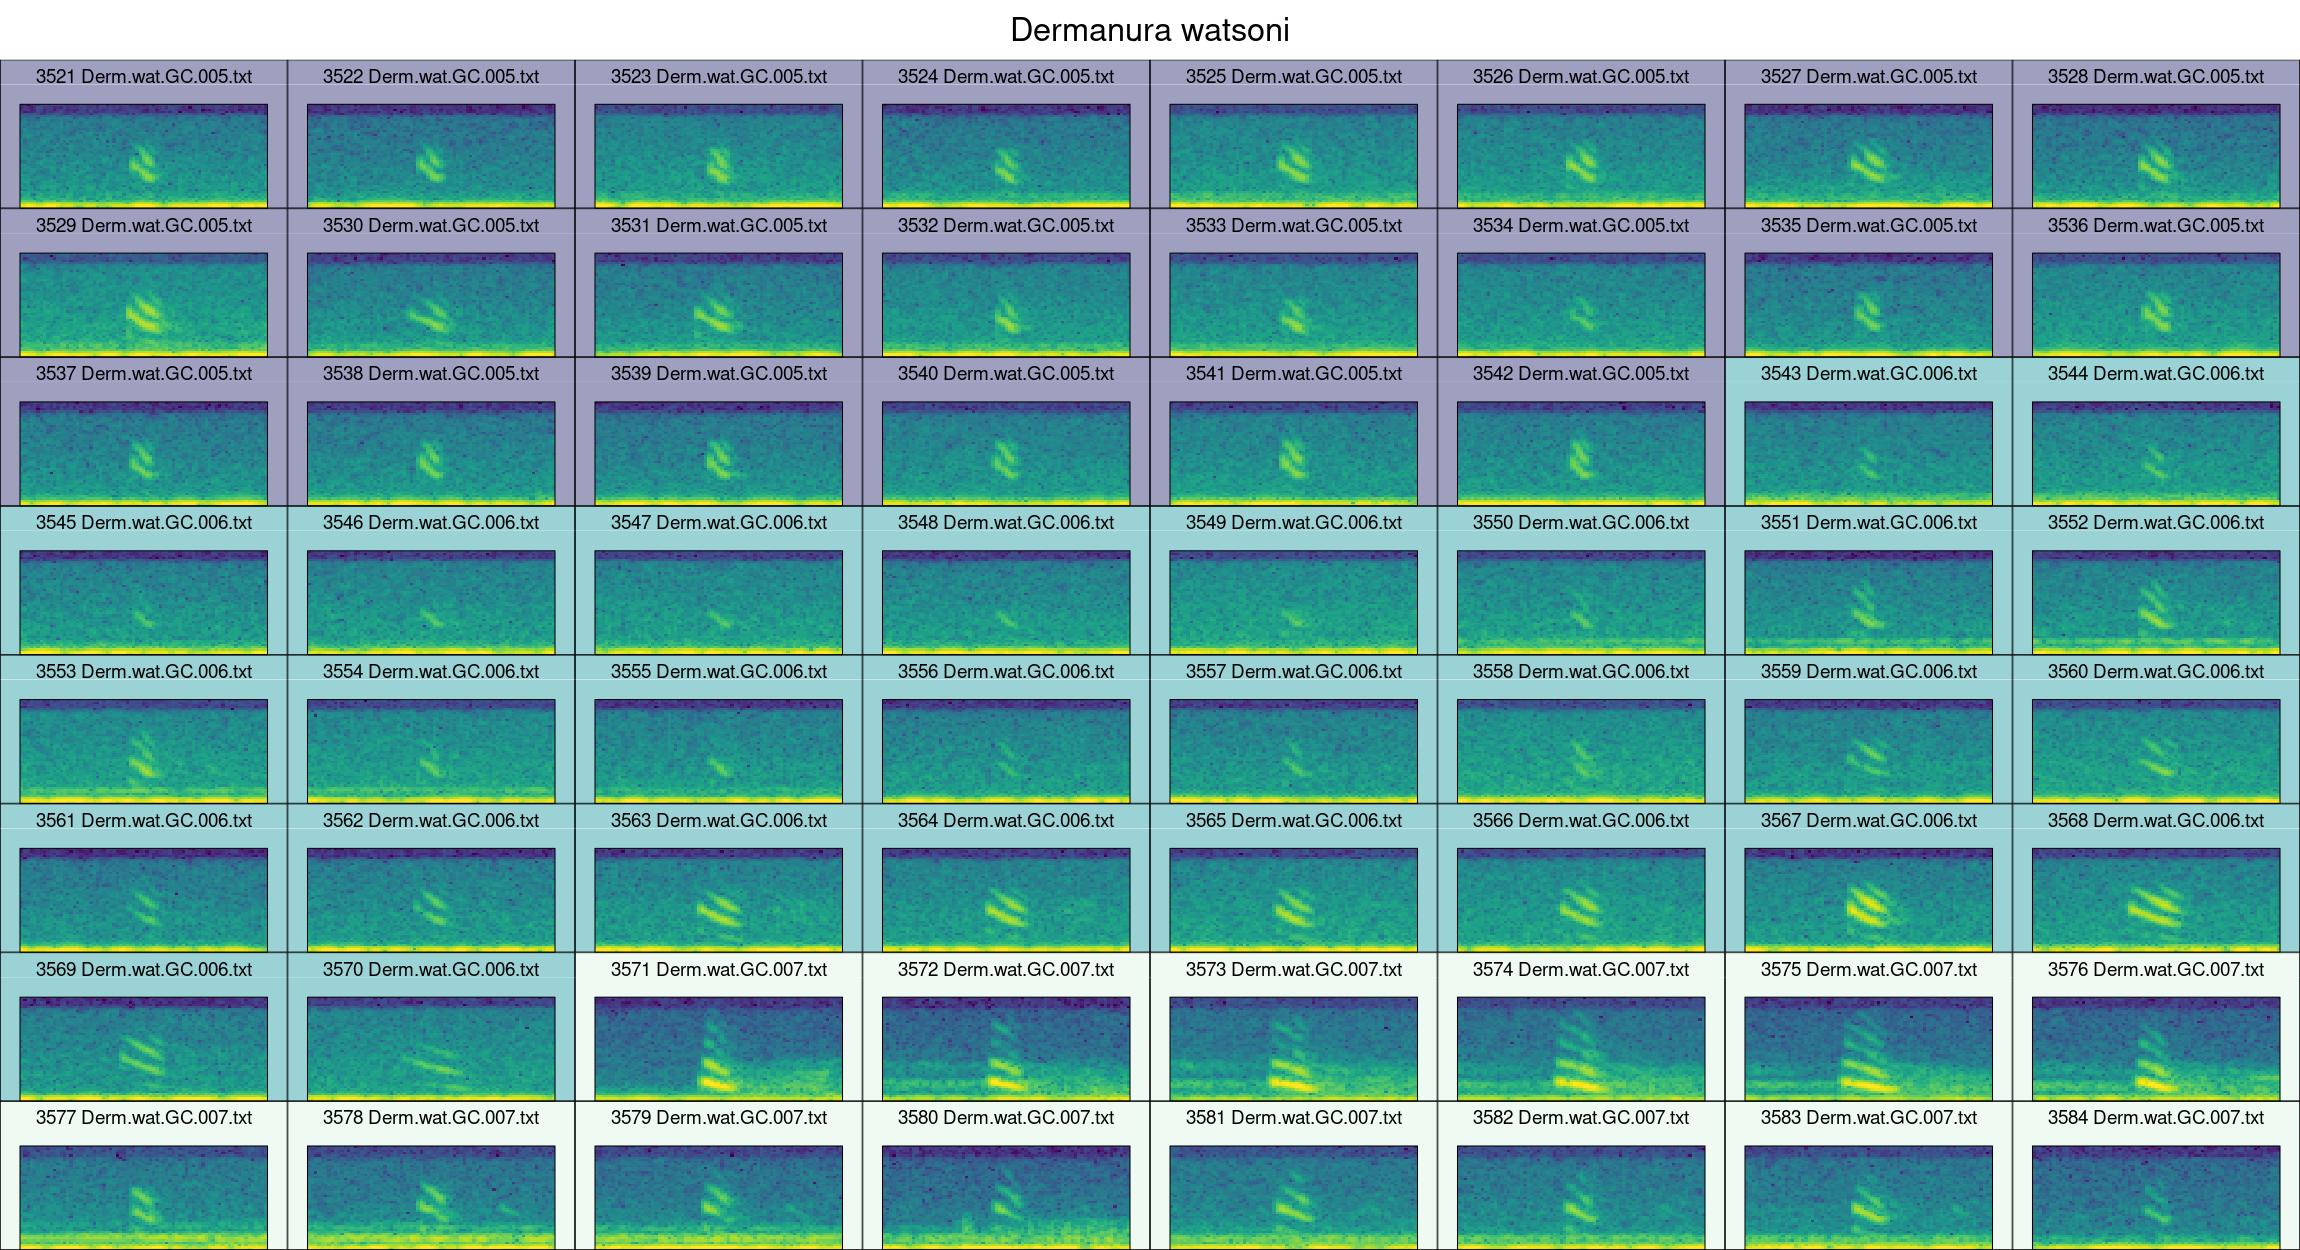 Dermanura watsoni
3521 Derm.wat.GC.005.txt 3522 Derm.wat.GC.005.txt 3523 Derm.wat.GC.005.txt 3524 Derm.wat.GC.005.txt 3525 Derm.wat.GC.005.txt 3526 Derm.wat.GC.005.txt 3527 Derm.wat.GC.005.txt 3528 Derm.wat.GC.005.txt
3529 Derm.wat.GC.005.txt 3530 Derm.wat.GC.005.txt 3531 Derm.wat.GC.005.txt 3532 Derm.wat.GC.005.txt 3533 Derm.wat.GC.005.txt 3534 Derm.wat.GC.005.txt 3535 Derm.wat.GC.005.txt 3536 Derm.wat.GC.005.txt
3537 Derm.wat.GC.005.txt 3538 Derm.wat.GC.005.txt 3539 Derm.wat.GC.005.txt 3540 Derm.wat.GC.005.txt 3541 Derm.wat.GC.005.txt 3542 Derm.wat.GC.005.txt 3543 Derm.wat.GC.006.txt 3544 Derm.wat.GC.006.txt
3545 Derm.wat.GC.006.txt 3546 Derm.wat.GC.006.txt 3547 Derm.wat.GC.006.txt 3548 Derm.wat.GC.006.txt 3549 Derm.wat.GC.006.txt 3550 Derm.wat.GC.006.txt 3551 Derm.wat.GC.006.txt 3552 Derm.wat.GC.006.txt
3553 Derm.wat.GC.006.txt 3554 Derm.wat.GC.006.txt 3555 Derm.wat.GC.006.txt 3556 Derm.wat.GC.006.txt 3557 Derm.wat.GC.006.txt 3558 Derm.wat.GC.006.txt 3559 Derm.wat.GC.006.txt 3560 Derm.wat.GC.006.txt
3561 Derm.wat.GC.006.txt 3562 Derm.wat.GC.006.txt 3563 Derm.wat.GC.006.txt 3564 Derm.wat.GC.006.txt 3565 Derm.wat.GC.006.txt 3566 Derm.wat.GC.006.txt 3567 Derm.wat.GC.006.txt 3568 Derm.wat.GC.006.txt
3569 Derm.wat.GC.006.txt 3570 Derm.wat.GC.006.txt 3571 Derm.wat.GC.007.txt 3572 Derm.wat.GC.007.txt 3573 Derm.wat.GC.007.txt 3574 Derm.wat.GC.007.txt 3575 Derm.wat.GC.007.txt 3576 Derm.wat.GC.007.txt
3577 Derm.wat.GC.007.txt 3578 Derm.wat.GC.007.txt 3579 Derm.wat.GC.007.txt 3580 Derm.wat.GC.007.txt 3581 Derm.wat.GC.007.txt 3582 Derm.wat.GC.007.txt 3583 Derm.wat.GC.007.txt 3584 Derm.wat.GC.007.txt